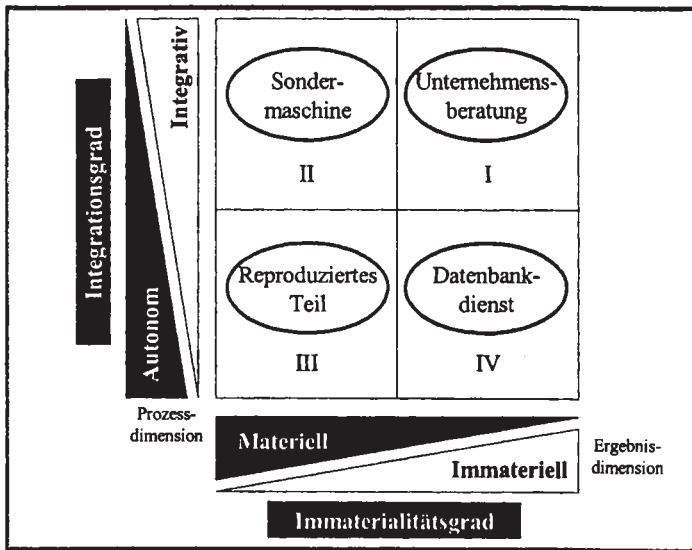 Integrationsgrad
Integrativ
Autonom
Sonder-
maschine
II
Unternehmens-
beratung
I
Reproduziertes
Teil
III
Datenbank-
dienst
IV
Prozess-
dimension
Materiell
Immateriell
Ergebnis-
dimension
Immaterialitätsgrad